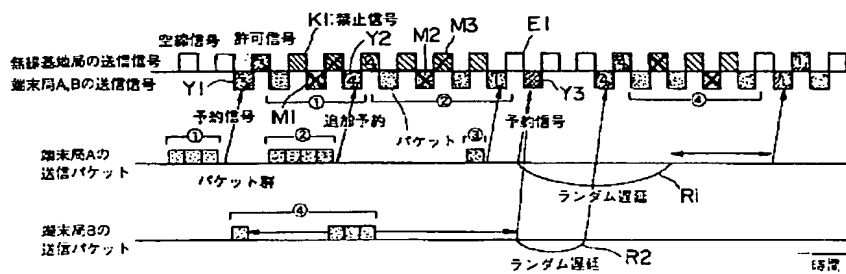 空線信号 許可信号 K1:禁止信号 Y2 M2 M3 E1
無線基地局の送信信号
端末局A,Bの送信信号
Y1 M1 ① ② Y3 ④
予約信号 追加予約 パケット 予約信号
① ② ③
端末局Aの
送信パケット
パケット群 ランダム遅延 R1
④
端末局Bの
送信パケット
ランダム遅延 R2 時間